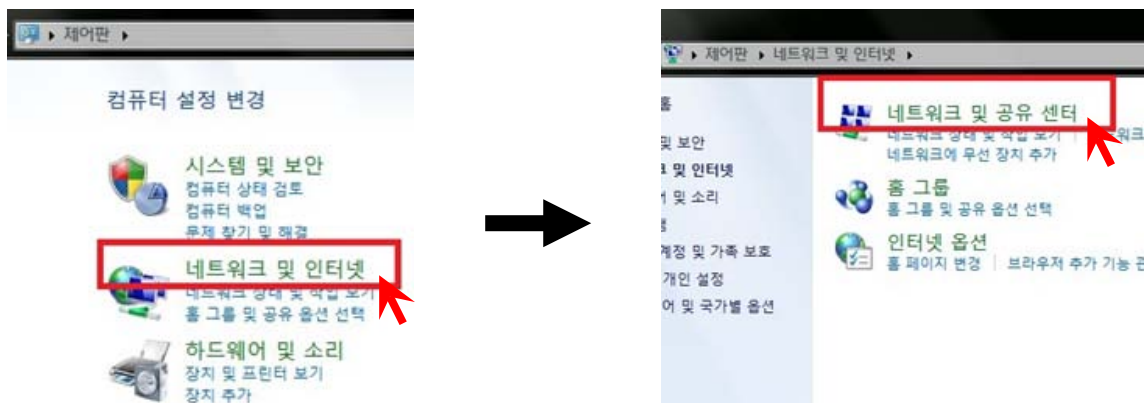 제어판
컴퓨터 설정 변경
시스템 및 보안
컴퓨터 상태 검토
컴퓨터 백업
문제 찾기 및 해결
네트워크 및 인터넷
네트워크 상태 및 작업 보기
홈 그룹 및 공유 옵션 선택
하드웨어 및 소리
장치 및 프린터 보기
장치 추가
제어판 네트워크 및 인터넷
홈
및 보안
및 인터넷
및 소리
계정 및 가족 보호
개인 설정
어 및 국가별 옵션
네트워크 및 공유 센터
네트워크 상태 및 작업 보기 워크
네트워크에 무선 장치 추가
홈 그룹
홈 그룹 및 공유 옵션 선택
인터넷 옵션
홈 페이지 변경 브라우저 추가 기능 관